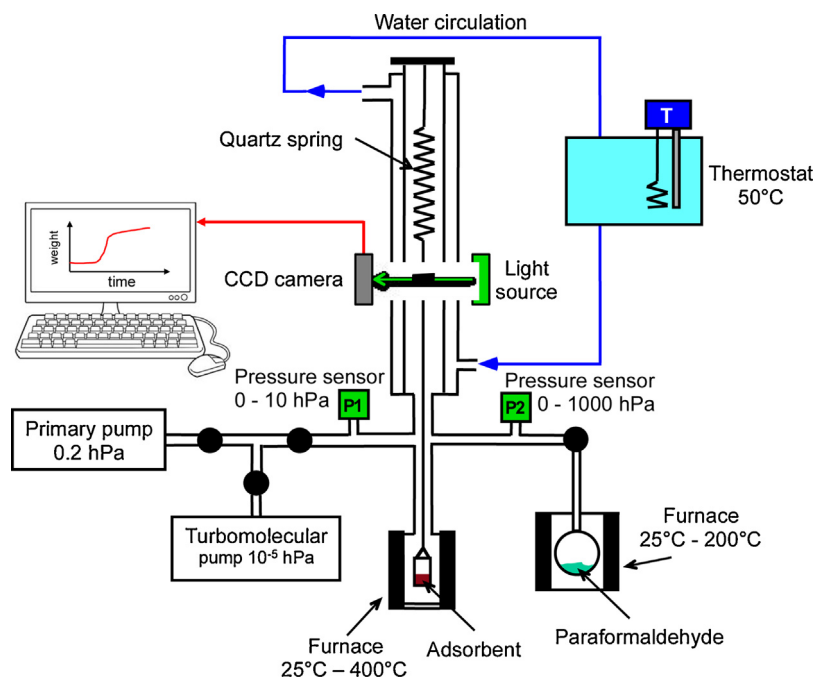 Water circulation
T
Quartz spring
Thermostat
50°C
weight
time
CCD camera
Light
source
Pressure sensor
0 - 10 hPa
P1
Pressure sensor
0 - 1000 hPa
P2
Primary pump
0.2 hPa
Turbomolecular
pump 10⁻⁵ hPa
Furnace
25°C - 200°C
Furnace
25°C – 400°C
Adsorbent
Paraformaldehyde